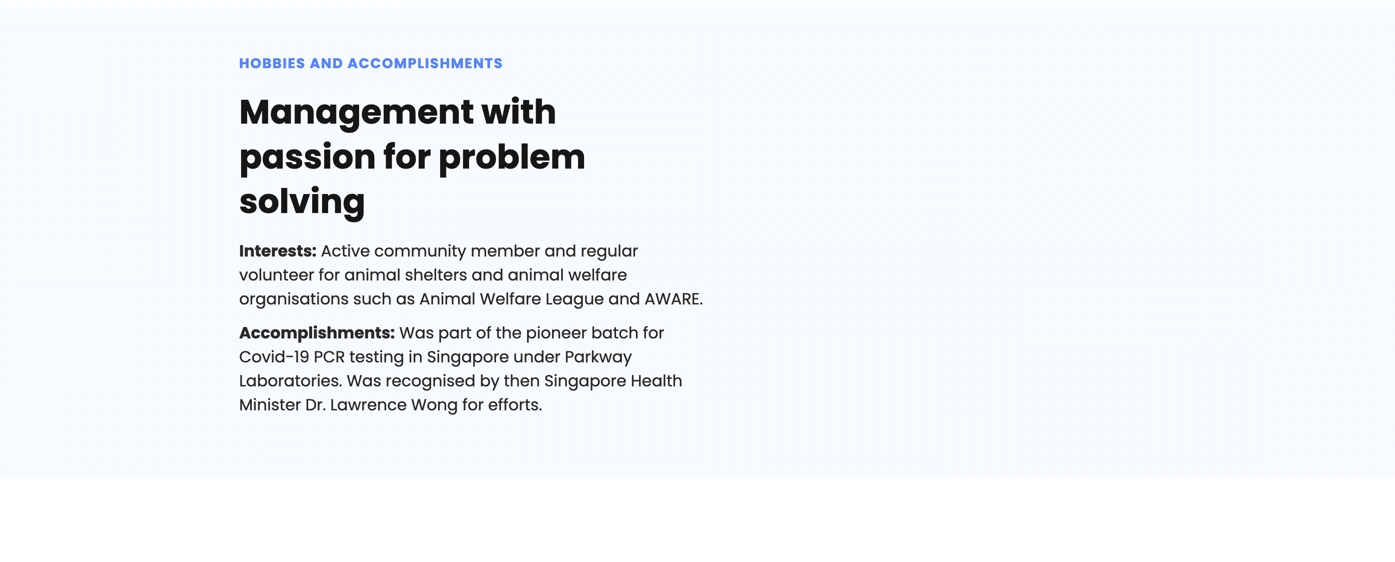 HOBBIES AND ACCOMPLISHMENTS
Management with
passion for problem
solving
Interests: Active community member and regular
volunteer for animal shelters and animal welfare
organisations such as Animal Welfare League and AWARE.
Accomplishments: Was part of the pioneer batch for
Covid-19 PCR testing in Singapore under Parkway
Laboratories. Was recognised by then Singapore Health
Minister Dr. Lawrence Wong for efforts.